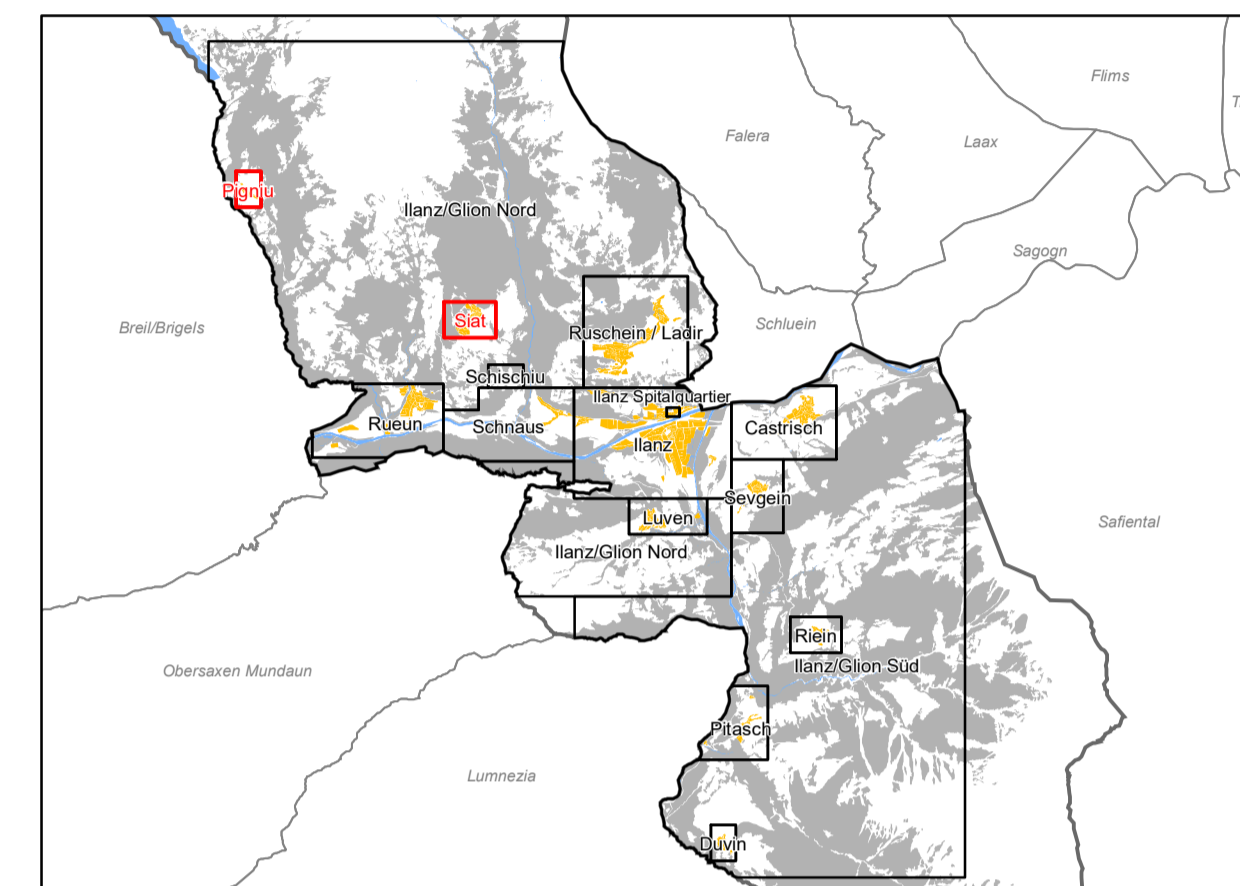 Flims
T
Falera
Laax
Pigniu
Ilanz/Glion Nord
Sagogn
Siat
Breil/Brigels
Ruschein / Ladir
Schluein
Schischiu
Ilanz Spitalquartier
Rueun
Schnaus
Castrisch
Ilanz
Sevgein
Luven
Safiental
Ilanz/Glion Nord
Riein
Ilanz/Glion Süd
Obersaxen Mundaun
Pitasch
Lumnezia
Duvin